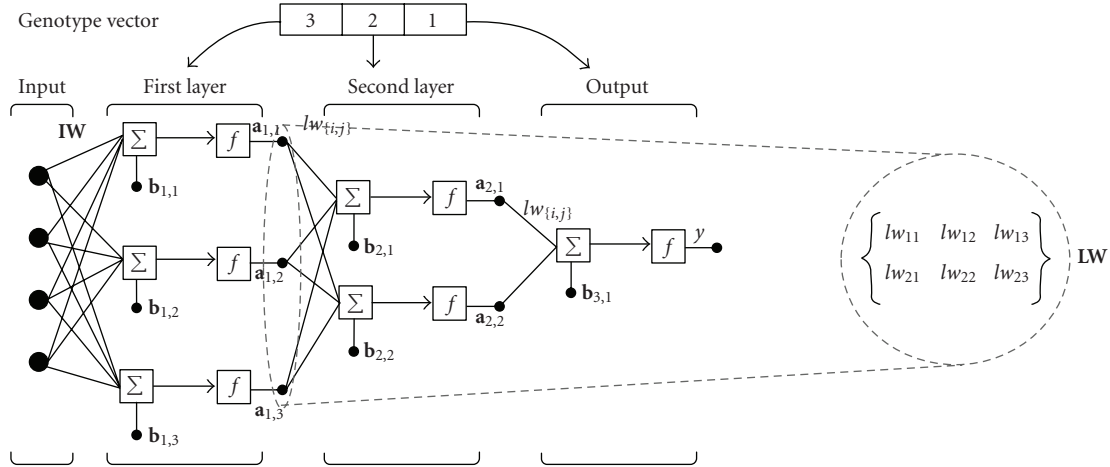 Genotype vector 3 2 1
Input First layer Second layer Output
IW Σ f a1,1 lw{i,j}
b1,1
Σ f a2,1 lw{i,j}
b2,1
Σ f y
Σ f a1,2
b1,2
b3,1
Σ f a2,2
b2,2
Σ f a1,3
b1,3
{ lw11 lw12 lw13
lw21 lw22 lw23 } LW